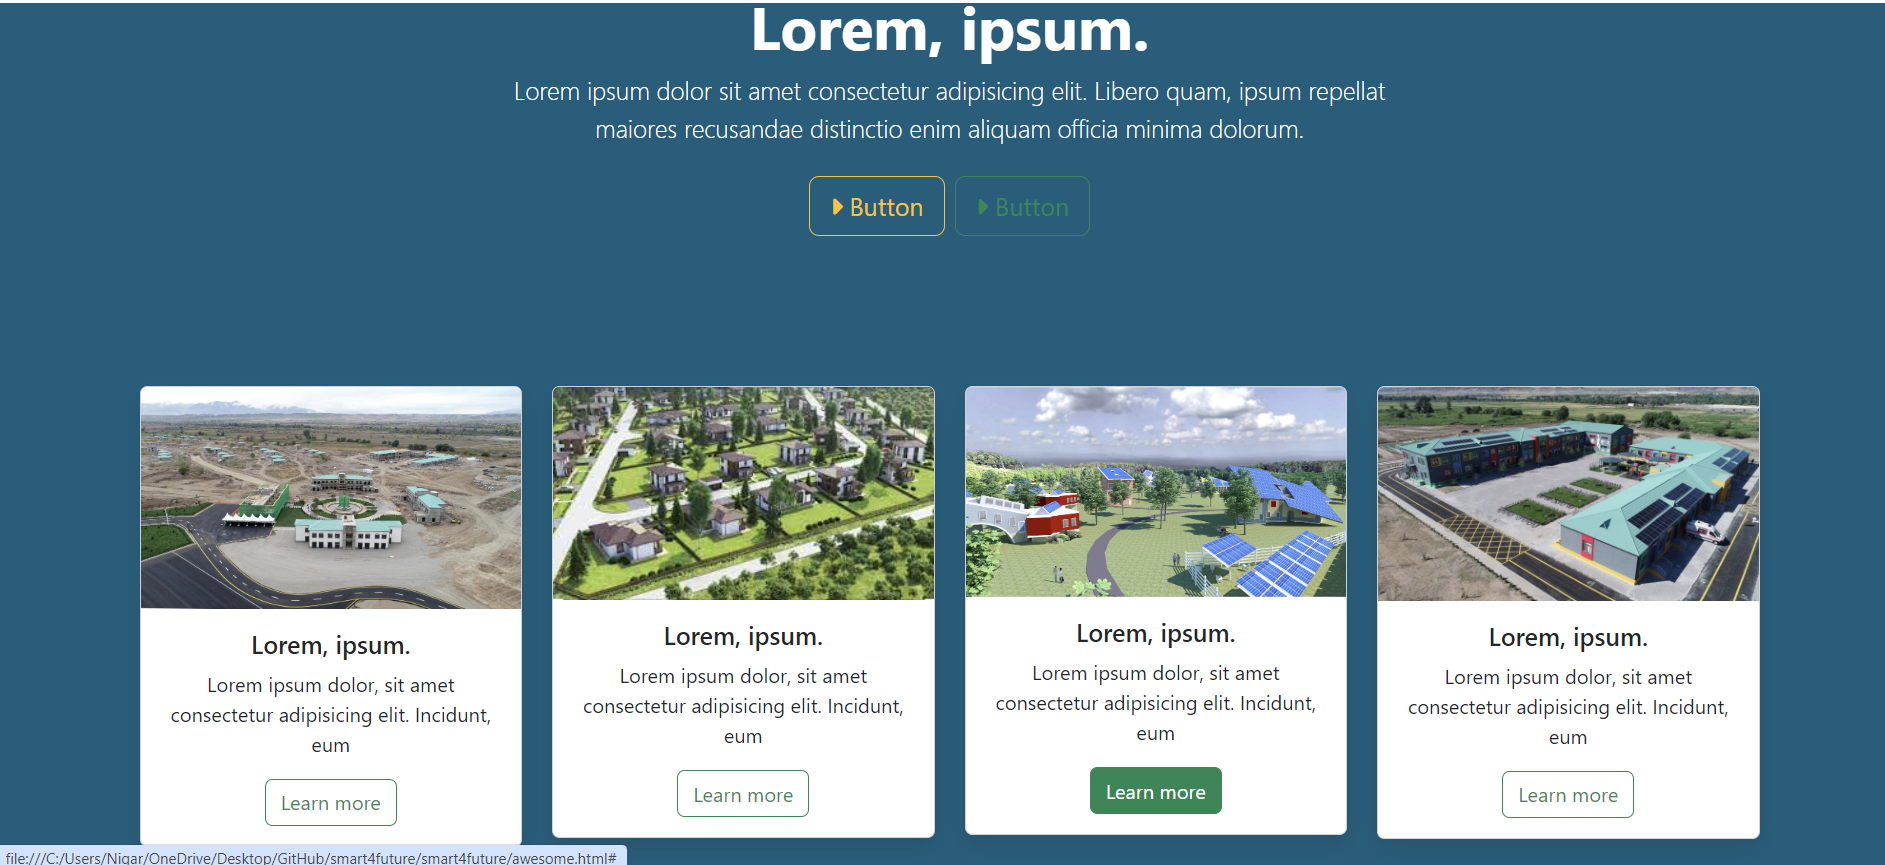 Lorem, ipsum.
Lorem ipsum dolor sit amet consectetur adipisicing elit. Libero quam, ipsum repellat
maiores recusandae distinctio enim aliquam officia minima dolorum.
Button
Button
Lorem, ipsum.
Lorem ipsum dolor, sit amet
consectetur adipisicing elit. Incidunt,
eum
Learn more
Lorem, ipsum.
Lorem ipsum dolor, sit amet
consectetur adipisicing elit. Incidunt,
eum
Learn more
Lorem, ipsum.
Lorem ipsum dolor, sit amet
consectetur adipisicing elit. Incidunt,
eum
Learn more
Lorem, ipsum.
Lorem ipsum dolor, sit amet
consectetur adipisicing elit. Incidunt,
eum
Learn more
file:///C:/Users/Nigar/OneDrive/Desktop/GitHub/smart4future/smart4future/awesome.html#